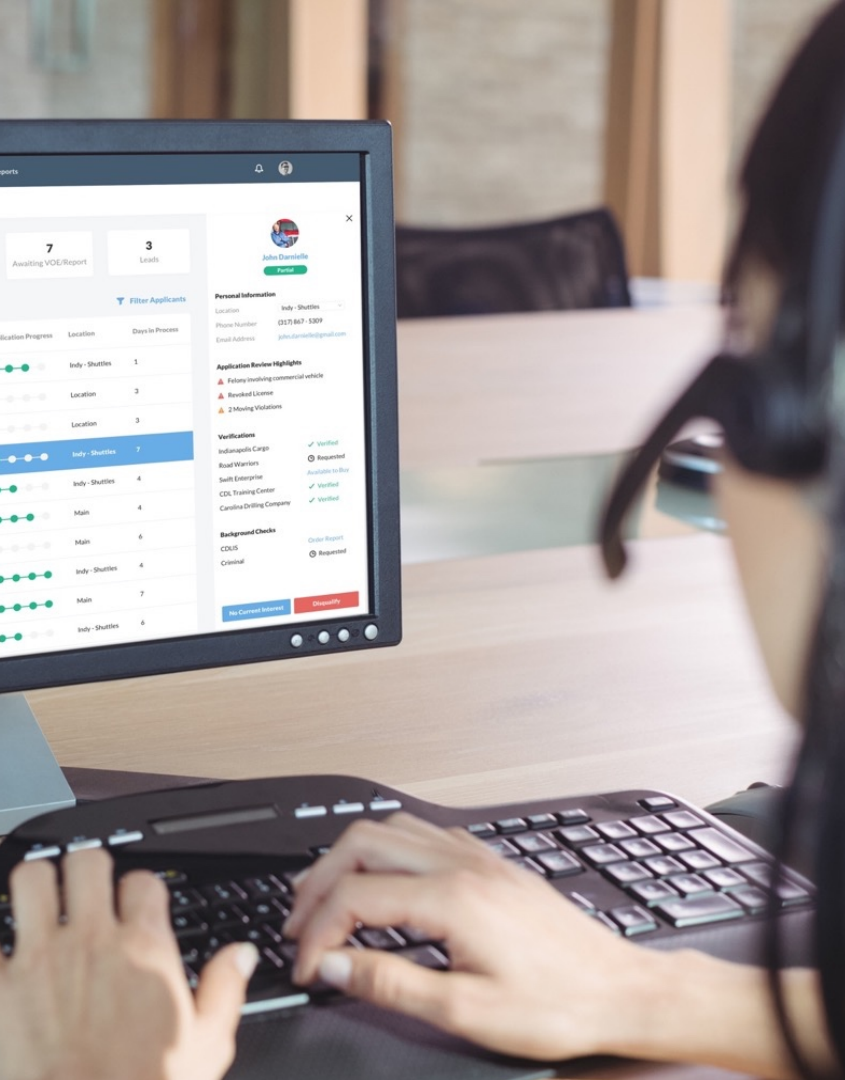 ports
7
Awaiting VOE/Report
3
Leads
Filter Applicants
lication Progress Location Days in Process
Indy - Shuttles 1
Location 3
Location 3
Indy - Shuttles 7
Indy - Shuttles 4
Main 4
Main 6
Indy - Shuttles 4
Main 7
Indy - Shuttles 6
John Darnielle
Partial
Personal Information
Location Indy - Shuttles
Phone Number (317) 867 - 5309
Email Address john.darnielle@gmail.com
Application Review Highlights
Felony involving commercial vehicle
Revoked License
2 Moving Violations
Verifications
Indianapolis Cargo Verified
Road Warriors Requested
Swift Enterprise Available to Buy
CDL Training Center Verified
Carolina Drilling Company Verified
Background Checks
CDLIS Order Report
Criminal Requested
No Current Interest Disqualify